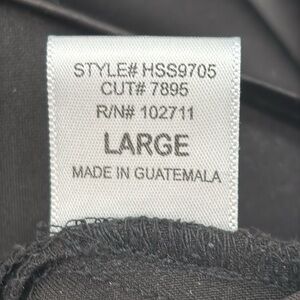 STYLE# HSS9705
CUT# 7895
R/N# 102711
LARGE
MADE IN GUATEMALA